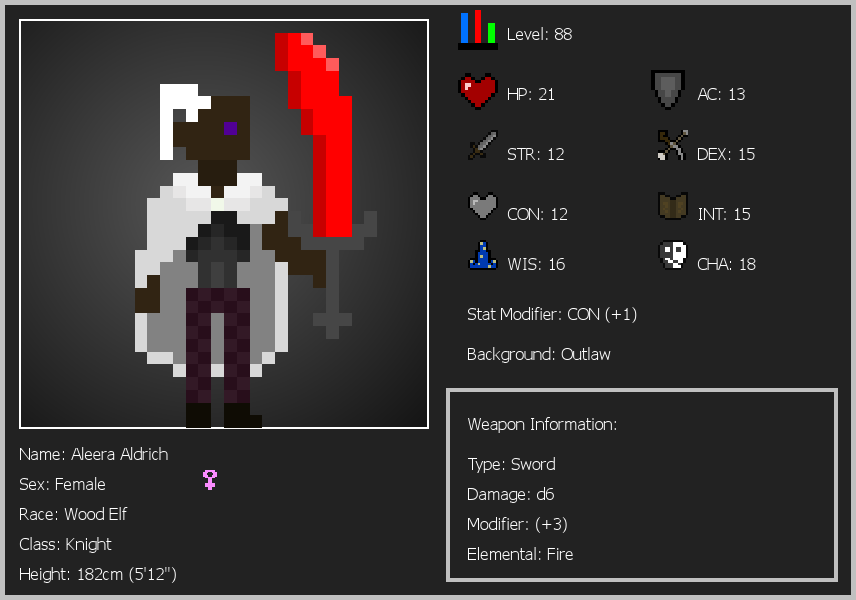 Level: 88
HP: 21
AC: 13
STR: 12
DEX: 15
CON: 12
INT: 15
WIS: 16
CHA: 18
Stat Modifier: CON (+1)
Background: Outlaw
Weapon Information:
Type: Sword
Damage: d6
Modifier: (+3)
Elemental: Fire
Name: Aleera Aldrich
Sex: Female
Race: Wood Elf
Class: Knight
Height: 182cm (5'12")